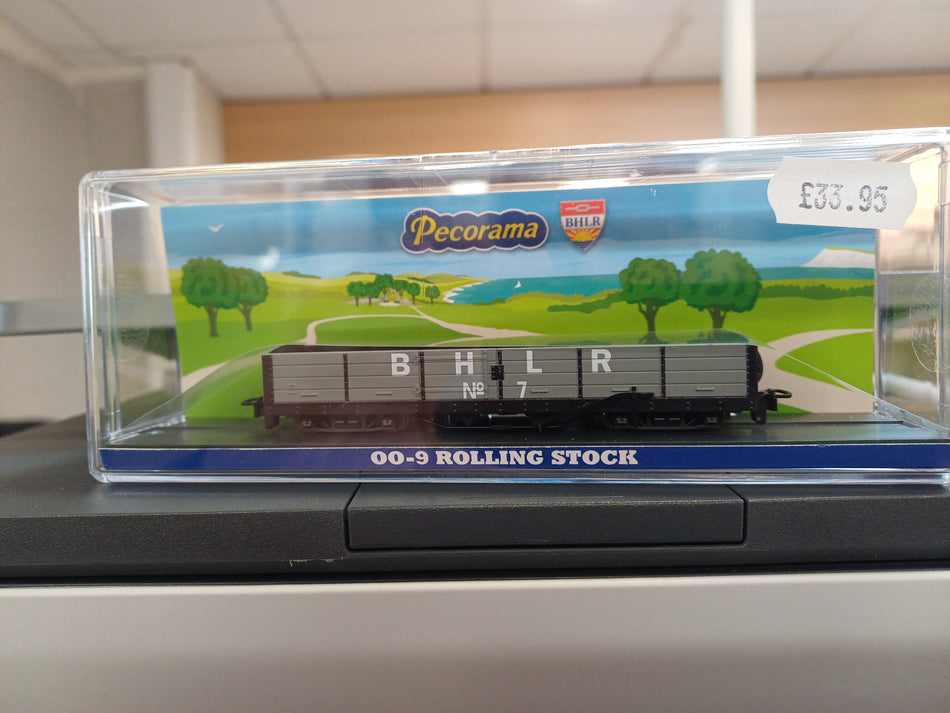 £33.95
Pecorama
BHLR
B H L R
Nº 7
OO-9 ROLLING STOCK